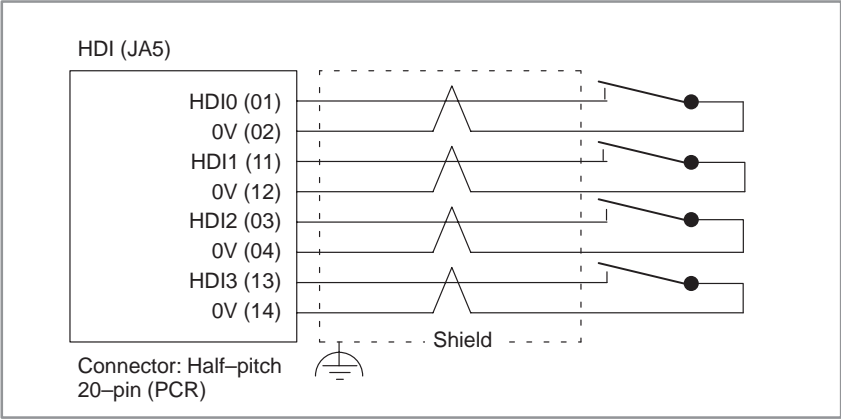 HDI (JA5)
HDI0 (01)
0V (02)
HDI1 (11)
0V (12)
HDI2 (03)
0V (04)
HDI3 (13)
0V (14)
Shield
Connector: Half–pitch
20–pin (PCR)